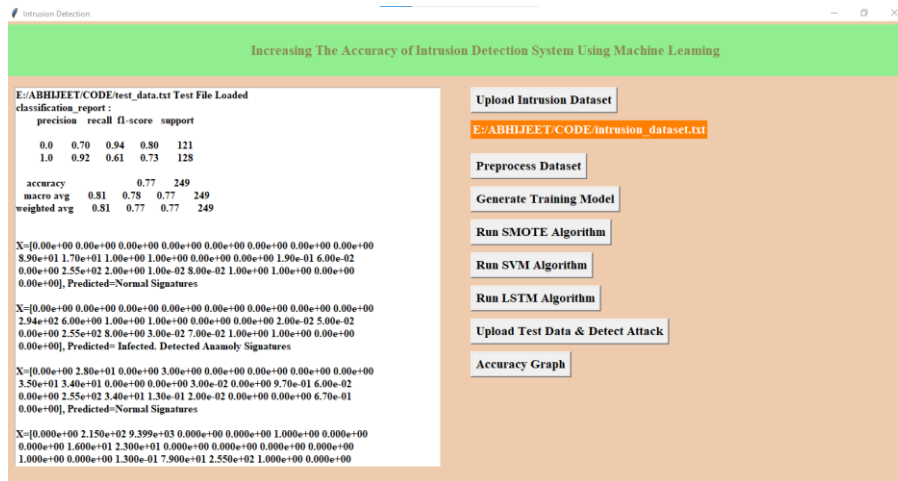 Intrusion Detection
Increasing The Accuracy of Intrusion Detection System Using Machine Learning
E:/ABHIJEET/CODE/test_data.txt Test File Loaded
classification_report :
precision recall f1-score support
0.0 0.70 0.94 0.80 121
1.0 0.92 0.61 0.73 128
accuracy 0.77 249
macro avg 0.81 0.78 0.77 249
weighted avg 0.81 0.77 0.77 249
X=[0.00e+00 0.00e+00 0.00e+00 0.00e+00 0.00e+00 0.00e+00 0.00e+00 0.00e+00
8.90e+01 1.70e+01 1.00e+00 1.00e+00 0.00e+00 0.00e+00 1.90e-01 6.00e-02
0.00e+00 2.55e+02 2.00e+00 1.00e-02 8.00e-02 1.00e+00 1.00e+00 0.00e+00
0.00e+00], Predicted=Normal Signatures
X=[0.00e+00 0.00e+00 0.00e+00 0.00e+00 0.00e+00 0.00e+00 0.00e+00 0.00e+00
2.94e+02 6.00e+00 1.00e+00 1.00e+00 0.00e+00 0.00e+00 2.00e-02 5.00e-02
0.00e+00 2.55e+02 8.00e+00 3.00e-02 7.00e-02 1.00e+00 1.00e+00 0.00e+00
0.00e+00], Predicted= Infected. Detected Anamoly Signatures
X=[0.00e+00 2.80e+01 0.00e+00 3.00e+00 0.00e+00 0.00e+00 0.00e+00 0.00e+00
3.50e+01 3.40e+01 0.00e+00 0.00e+00 3.00e-02 0.00e+00 9.70e-01 6.00e-02
0.00e+00 2.55e+02 3.40e+01 1.30e-01 2.00e-02 0.00e+00 0.00e+00 6.70e-01
0.00e+00], Predicted=Normal Signatures
X=[0.000e+00 2.150e+02 9.399e+03 0.000e+00 0.000e+00 1.000e+00 0.000e+00
0.000e+00 1.600e+01 2.300e+01 0.000e+00 0.000e+00 0.000e+00 0.000e+00
1.000e+00 0.000e+00 1.300e-01 7.900e+01 2.550e+02 1.000e+00 0.000e+00
Upload Intrusion Dataset
E:/ABHIJEET/CODE/intrusion_dataset.txt
Preprocess Dataset
Generate Training Model
Run SMOTE Algorithm
Run SVM Algorithm
Run LSTM Algorithm
Upload Test Data & Detect Attack
Accuracy Graph